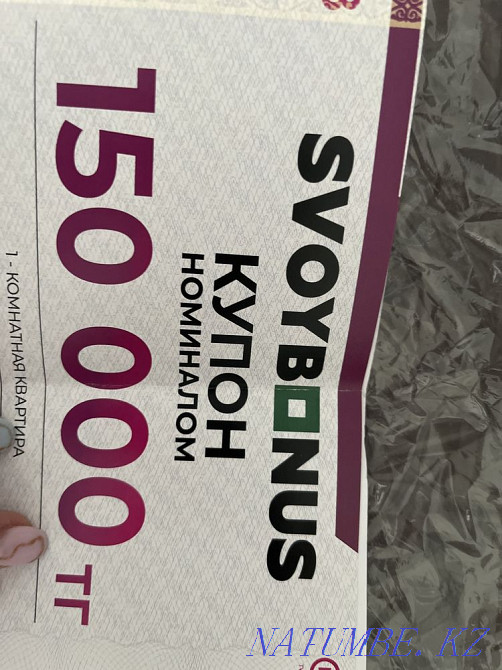 SVOYBONUS
КУПОН
НОМИНАЛОМ
150 000 тг
1 - КОМНАТНАЯ КВАРТИРА
NATUMBE.KZ